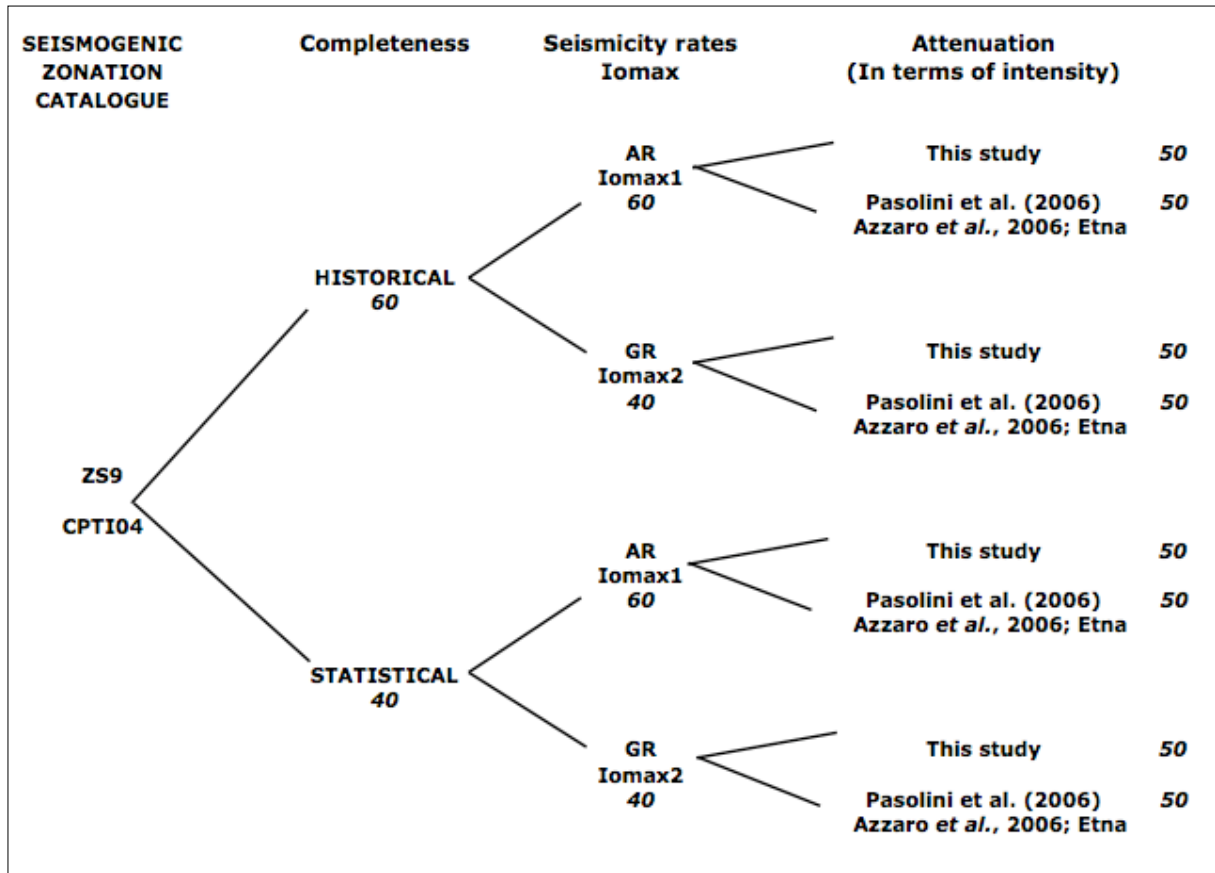 SEISMOGENIC
ZONATION
CATALOGUE
Completeness
Seismicity rates
Iomax
Attenuation
(In terms of intensity)
AR
Iomax1
60
This study 50
Pasolini et al. (2006) 50
Azzaro et al., 2006; Etna
HISTORICAL
60
GR
Iomax2
40
This study 50
Pasolini et al. (2006) 50
Azzaro et al., 2006; Etna
ZS9
CPTI04
AR
Iomax1
60
This study 50
Pasolini et al. (2006) 50
Azzaro et al., 2006; Etna
STATISTICAL
40
GR
Iomax2
40
This study 50
Pasolini et al. (2006) 50
Azzaro et al., 2006; Etna